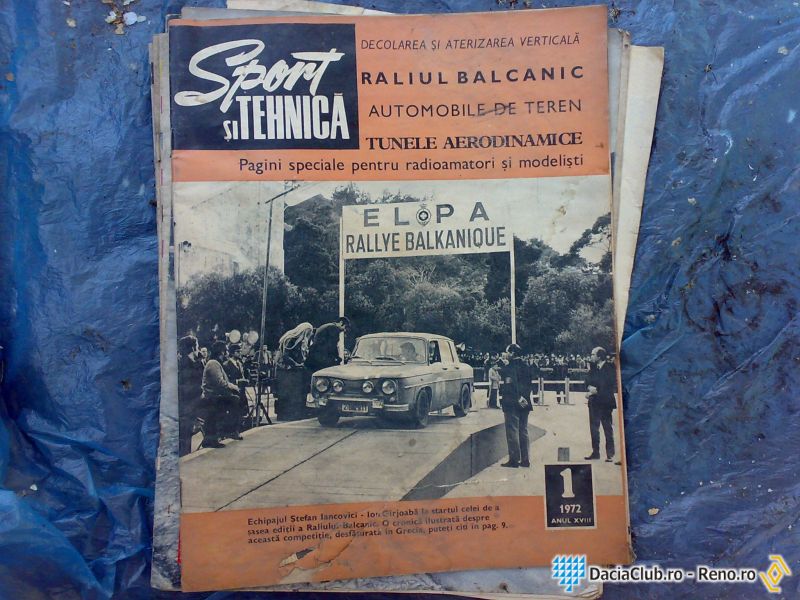 Sport
și TEHNICĂ
DECOLAREA ȘI ATERIZAREA VERTICALĂ
RALIUL BALCANIC
AUTOMOBILE DE TEREN
TUNELE AERODINAMICE
Pagini speciale pentru radioamatori și modeliști
ELPA
RALLYE BALKANIQUE
Echipajul Ștefan Iancovici - Ion Gîrjoabă la startul celei de a
șasea ediții a Raliului Balcanic. O cronică ilustrată despre
această competiție, desfășurată în Grecia, puteți citi în pag. 9.
1
1972
ANUL XVIII
DaciaClub.ro - Reno.ro